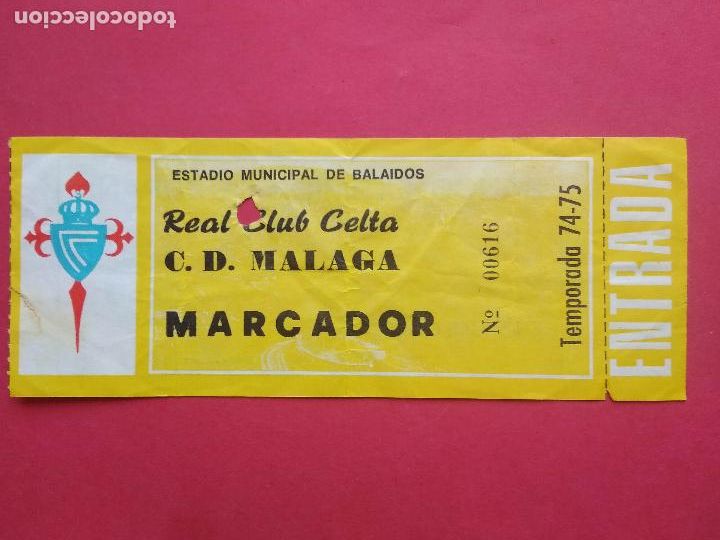 todocoleccion
ESTADIO MUNICIPAL DE BALAIDOS
Real Club Celta
C. D. MALAGA
MARCADOR
Nº 00616
Temporada 74-75
ENTRADA